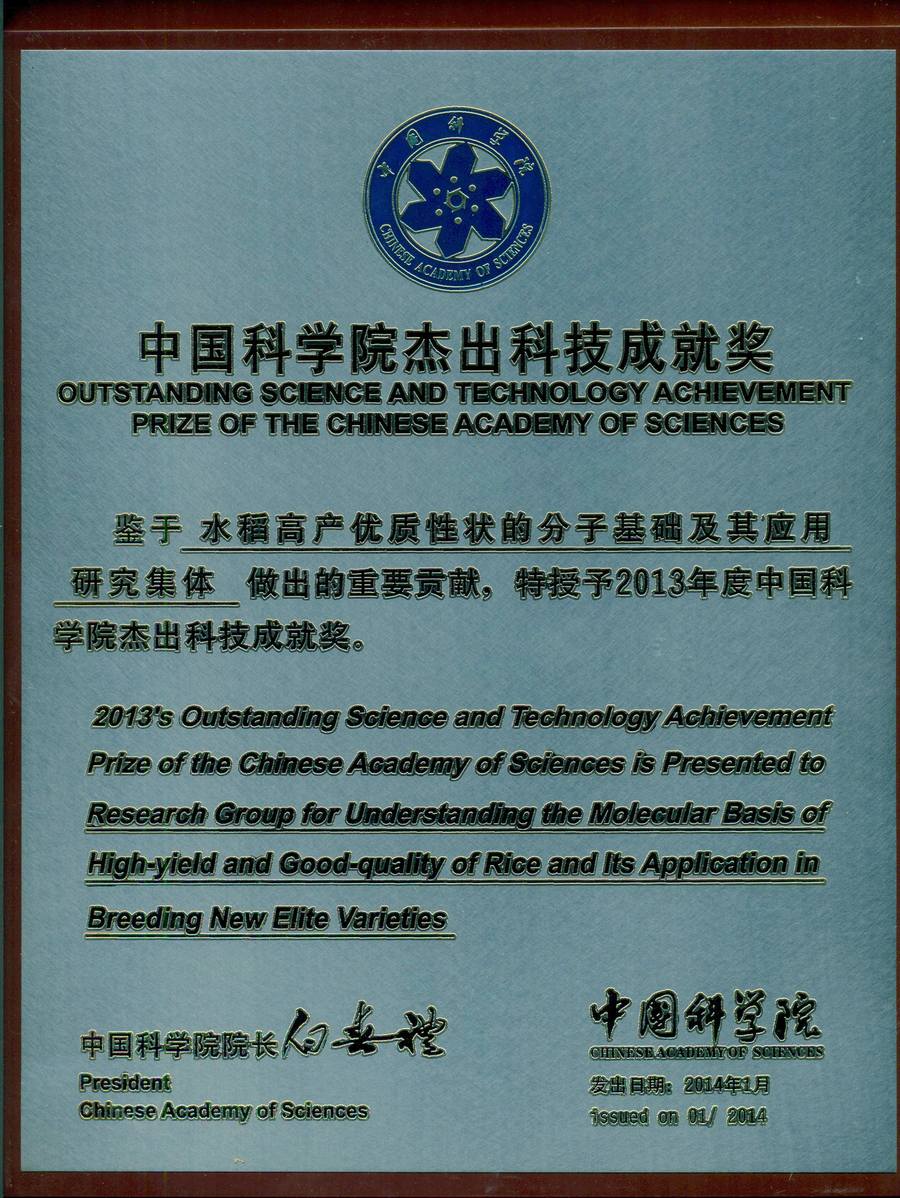 中国科学院
CHINESE ACADEMY OF SCIENCES
中国科学院杰出科技成就奖
OUTSTANDING SCIENCE AND TECHNOLOGY ACHIEVEMENT
PRIZE OF THE CHINESE ACADEMY OF SCIENCES
鉴于 水稻高产优质性状的分子基础及其应用
研究集体 做出的重要贡献，特授予2013年度中国科
学院杰出科技成就奖。
2013's Outstanding Science and Technology Achievement
Prize of the Chinese Academy of Sciences is Presented to
Research Group for Understanding the Molecular Basis of
High-yield and Good-quality of Rice and Its Application in
Breeding New Elite Varieties
中国科学院院长 白春禮
President
Chinese Academy of Sciences
中国科学院
CHINESE ACADEMY OF SCIENCES
发出日期：2014年1月
issued on 01/ 2014